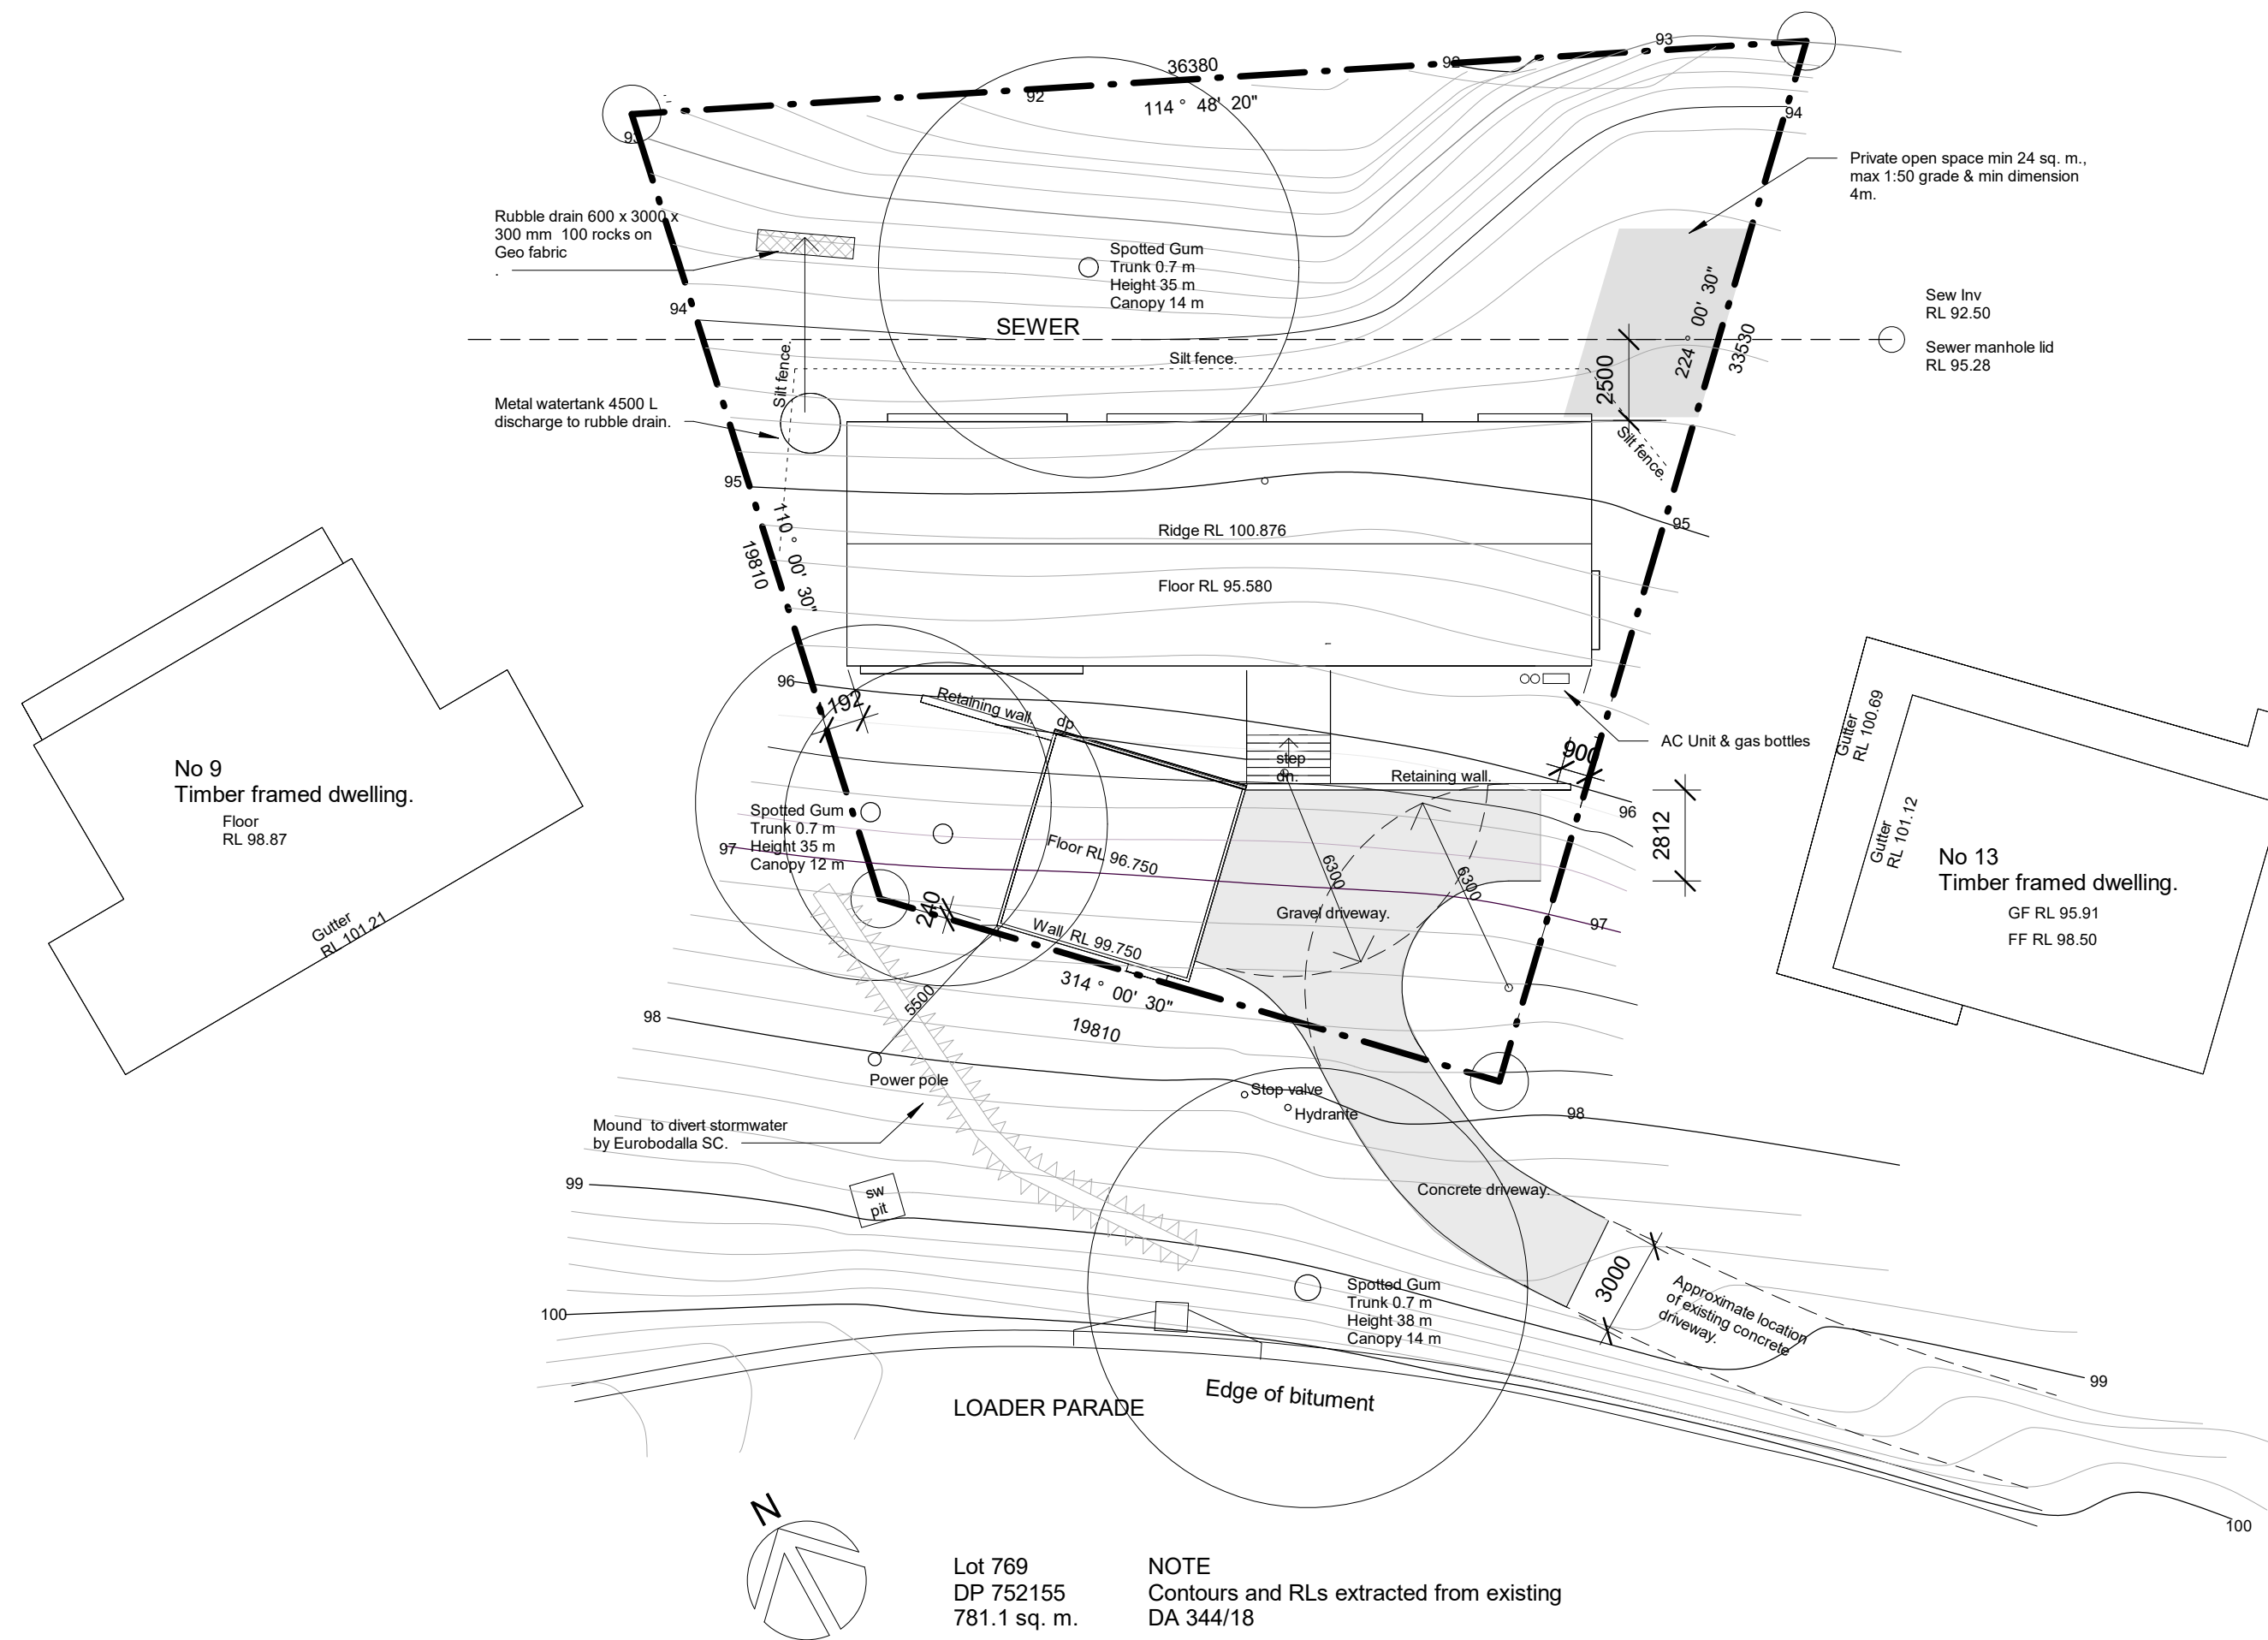 36380
114 ° 48' 20"
92
92
93
93
94
Private open space min 24 sq. m.,
max 1:50 grade & min dimension
4m.
Rubble drain 600 x 3000 x
300 mm 100 rocks on
Geo fabric
.
Spotted Gum
Trunk 0.7 m
Height 35 m
Canopy 14 m
94
SEWER
Silt fence.
Silt fence.
2500
224 ° 00' 30"
33530
Sew Inv
RL 92.50
Sewer manhole lid
RL 95.28
Metal watertank 4500 L
discharge to rubble drain.
Silt fence.
95
95
110 ° 00' 30"
19810
Ridge RL 100.876
Floor RL 95.580
96
Retaining wall.
dp
step
dn.
900
Retaining wall.
AC Unit & gas bottles
96
2812
No 9
Timber framed dwelling.
Floor
RL 98.87
Gutter
RL 101.21
Spotted Gum
Trunk 0.7 m
Height 35 m
Canopy 12 m
97
Floor RL 96.750
6300
6300
Gravel driveway.
97
240
Wall RL 99.750
314 ° 00' 30"
19810
Gutter
RL 100.69
Gutter
RL 101.12
No 13
Timber framed dwelling.
GF RL 95.91
FF RL 98.50
98
5500
Power pole
Stop valve
Hydrante
98
Mound to divert stormwater
by Eurobodalla SC.
99
sw
pit
Concrete driveway.
3000
Approximate location
of existing concrete
driveway.
Spotted Gum
Trunk 0.7 m
Height 38 m
Canopy 14 m
100
99
LOADER PARADE
Edge of bitument
100
N
Lot 769
DP 752155
781.1 sq. m.
NOTE
Contours and RLs extracted from existing
DA 344/18